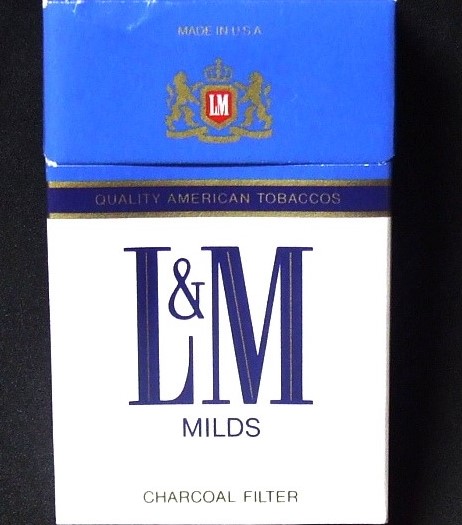 MADE IN U.S.A.
LM
QUALITY AMERICAN TOBACCOS
L&M
MILDS
CHARCOAL FILTER